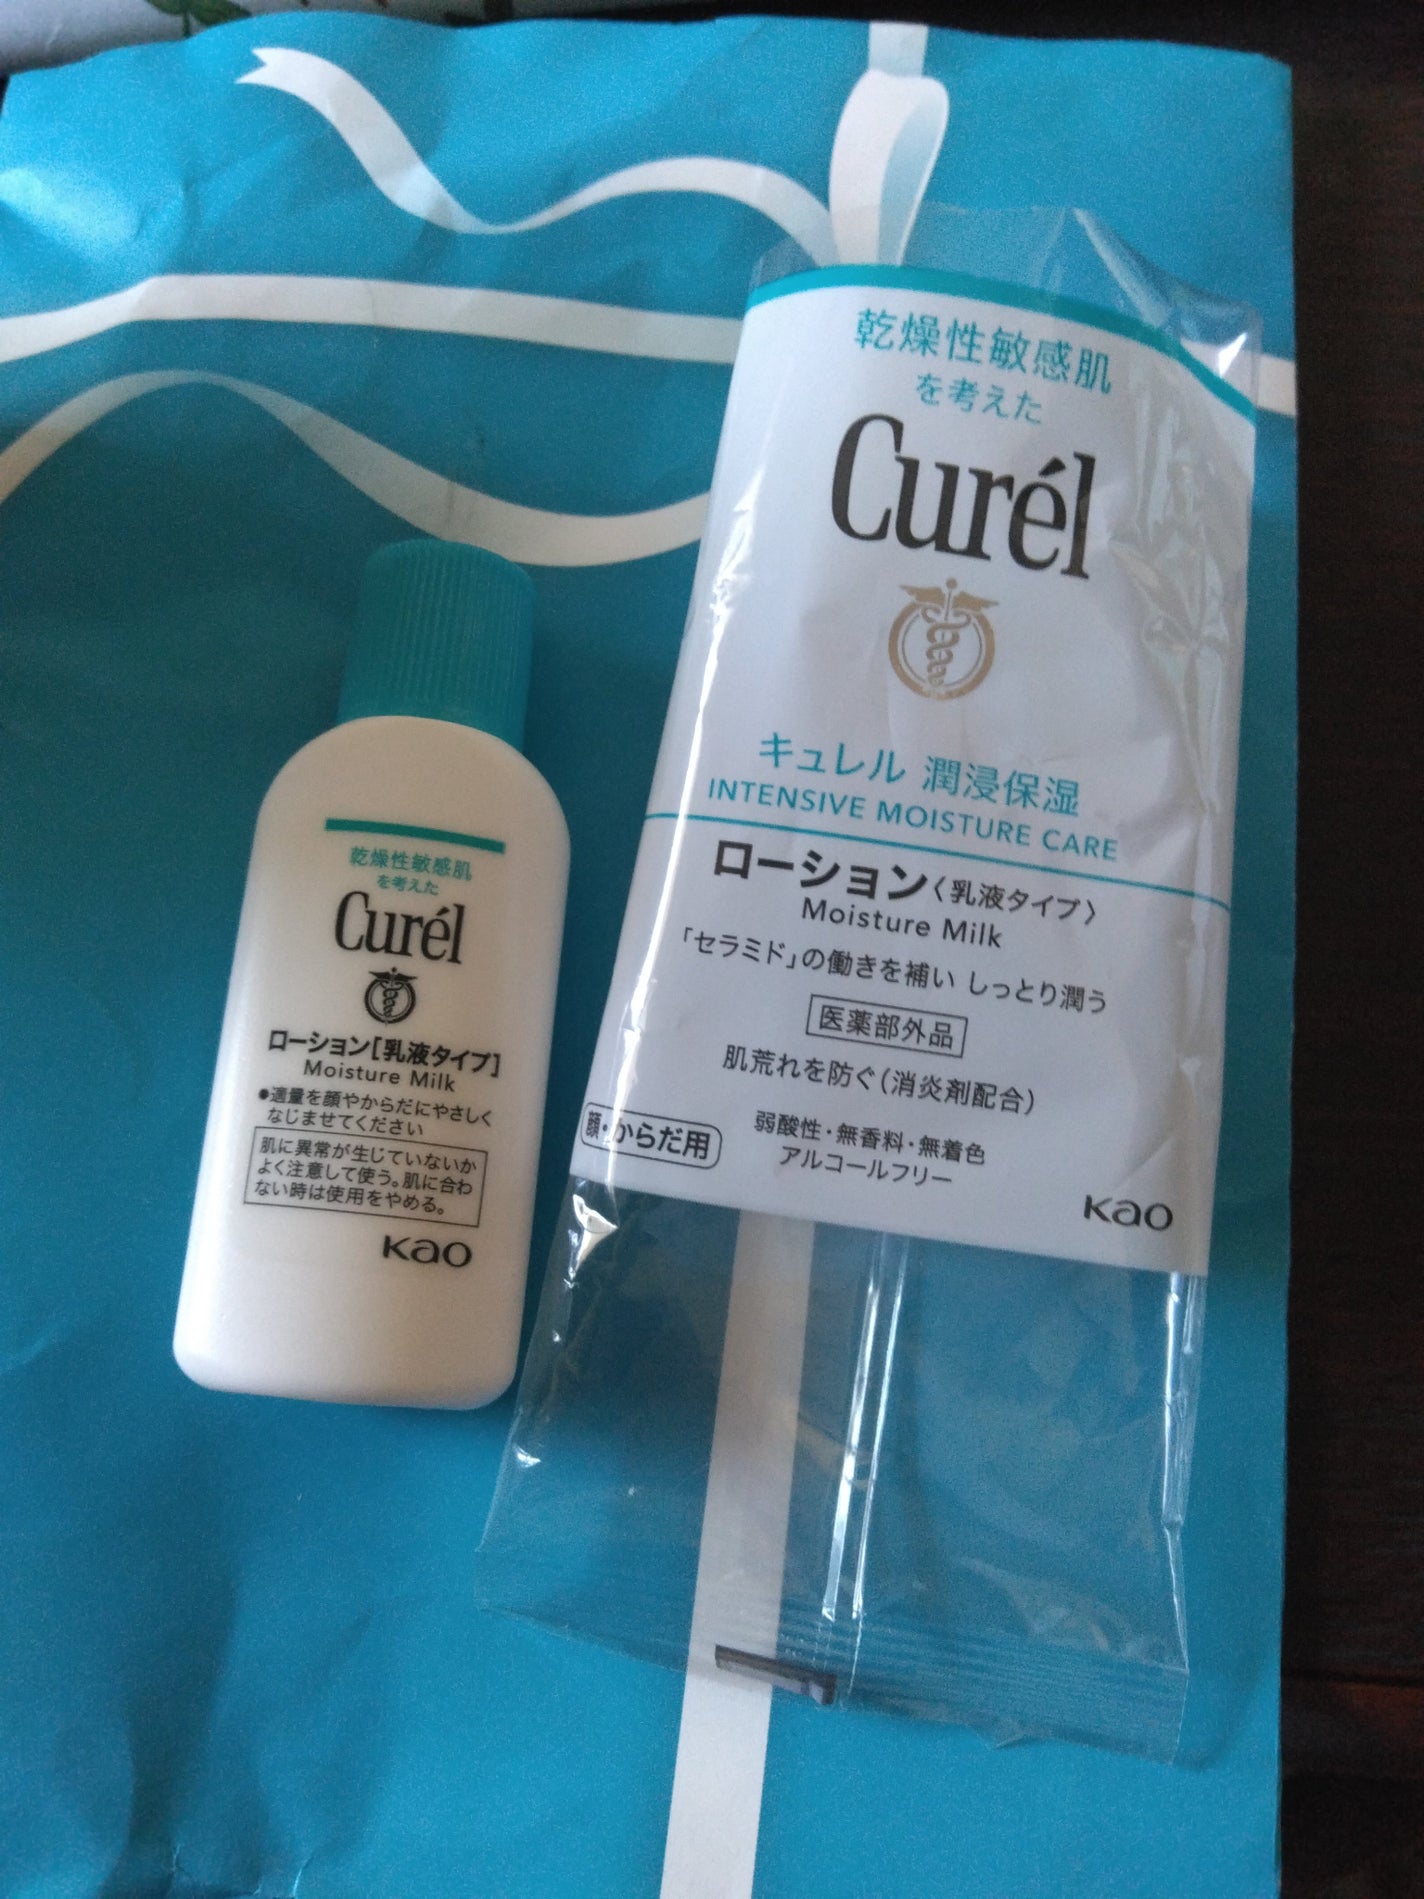 乾燥性敏感肌
を考えた
Curél
ローション[乳液タイプ]
Moisture Milk
●適量を顔やからだにやさしく
なじませてください
肌に異常が生じていないか
よく注意して使う。肌に合わ
ない時は使用をやめる。
Kao
乾燥性敏感肌
を考えた
Curél
キュレル 潤浸保湿
INTENSIVE MOISTURE CARE
ローション〈乳液タイプ〉
Moisture Milk
「セラミド」の働きを補い しっとり潤う
医薬部外品
肌荒れを防ぐ(消炎剤配合)
顔・からだ用
弱酸性・無香料・無着色
アルコールフリー
Kao